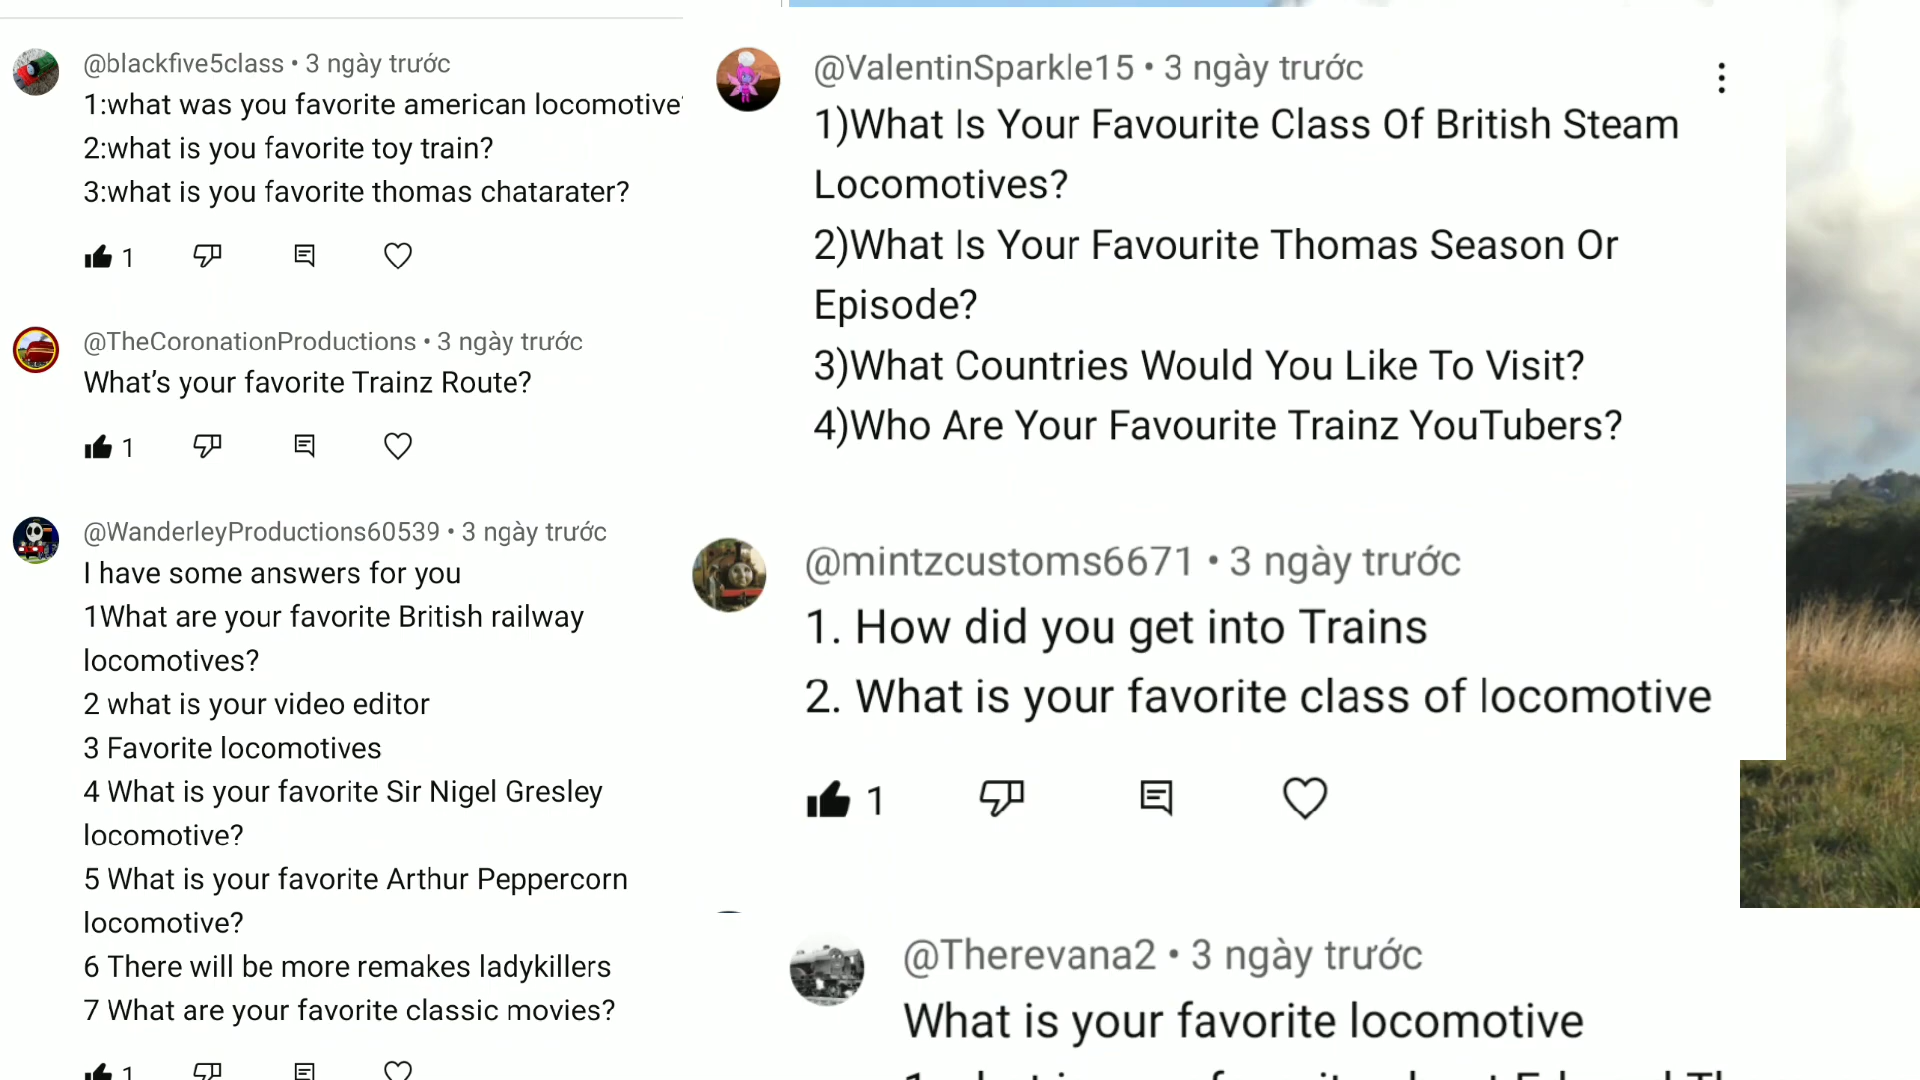 @blackfive5class • 3 ngày trước
1:what was you favorite american locomotive
2:what is you favorite toy train?
3:what is you favorite thomas chatarater?
1
@TheCoronationProductions • 3 ngày trước
What’s your favorite Trainz Route?
1
@WanderleyProductions60539 • 3 ngày trước
I have some answers for you
1What are your favorite British railway
locomotives?
2 what is your video editor
3 Favorite locomotives
4 What is your favorite Sir Nigel Gresley
locomotive?
5 What is your favorite Arthur Peppercorn
locomotive?
6 There will be more remakes ladykillers
7 What are your favorite classic movies?
1
@ValentinSparkle15 • 3 ngày trước
1)What Is Your Favourite Class Of British Steam
Locomotives?
2)What Is Your Favourite Thomas Season Or
Episode?
3)What Countries Would You Like To Visit?
4)Who Are Your Favourite Trainz YouTubers?
@mintzcustoms6671 • 3 ngày trước
1. How did you get into Trains
2. What is your favorite class of locomotive
1
@Therevana2 • 3 ngày trước
What is your favorite locomotive